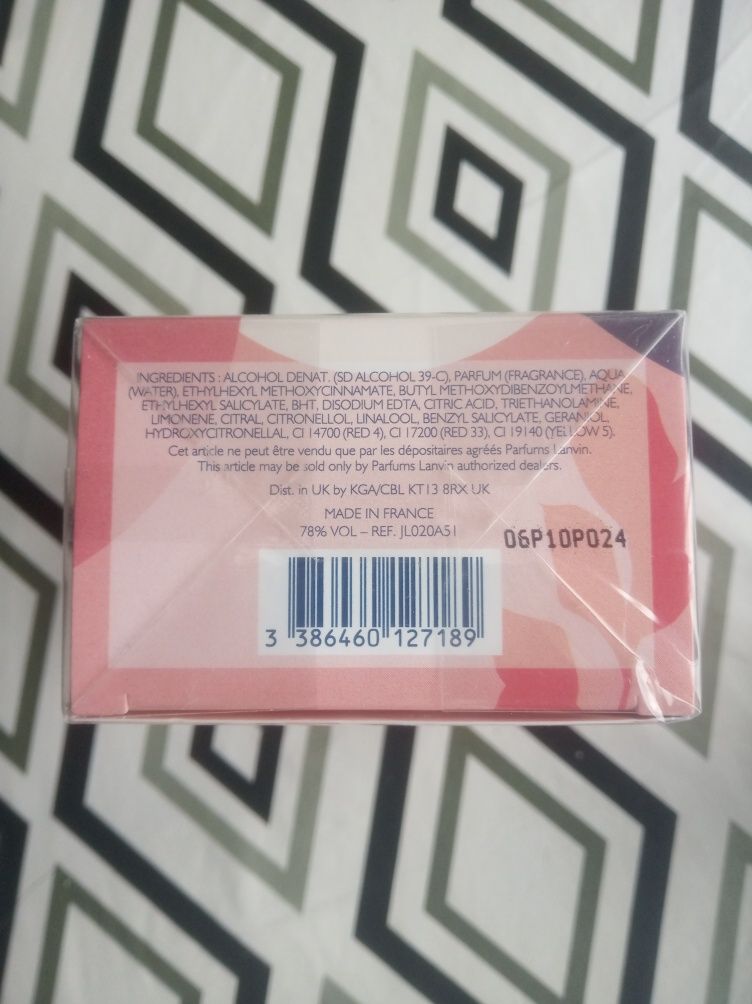 INGREDIENTS : ALCOHOL DENAT. (SD ALCOHOL 39-C), PARFUM (FRAGRANCE), AQUA
(WATER), ETHYLHEXYL METHOXYCINNAMATE, BUTYL METHOXYDIBENZOYLMETHANE,
ETHYLHEXYL SALICYLATE, BHT, DISODIUM EDTA, CITRIC ACID, TRIETHANOLAMINE,
LIMONENE, CITRAL, CITRONELLOL, LINALOOL, BENZYL SALICYLATE, GERANIOL,
HYDROXYCITRONELLAL, CI 14700 (RED 4), CI 17200 (RED 33), CI 19140 (YELLOW 5).
Cet article ne peut être vendu que par les dépositaires agréés Parfums Lanvin.
This article may be sold only by Parfums Lanvin authorized dealers.
Dist. in UK by KGA/CBL KT13 8RX UK
MADE IN FRANCE
78% VOL – REF. JL020A51
06P10P024
3 386460 127189